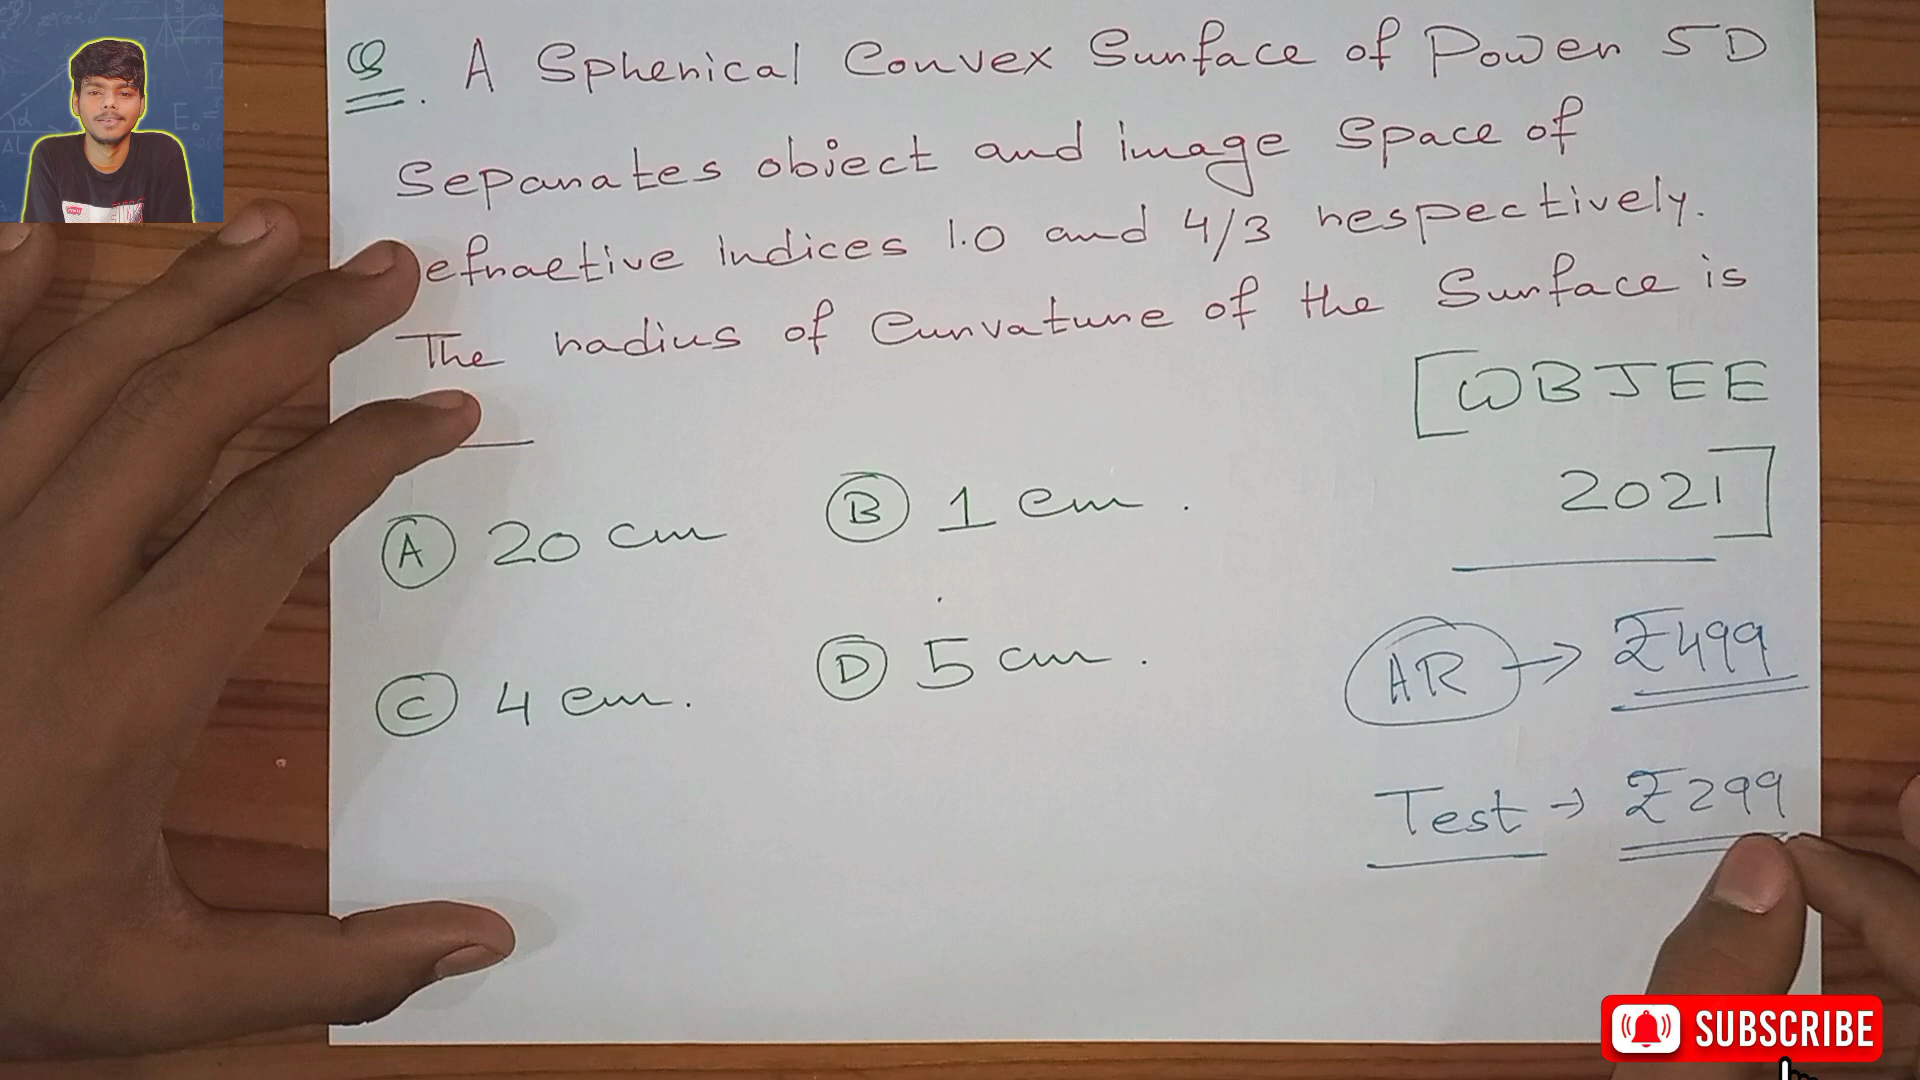 Q. A Spherical Convex Surface of Power 5D
Separates object and image Space of
refractive indices 1.0 and 4/3 respectively.
The radius of curvature of the Surface is
[WBJEE
2021]
A 20 cm B 1 cm.
C 4 cm. D 5 cm.
AR → ₹499
Test → ₹299
SUBSCRIBE